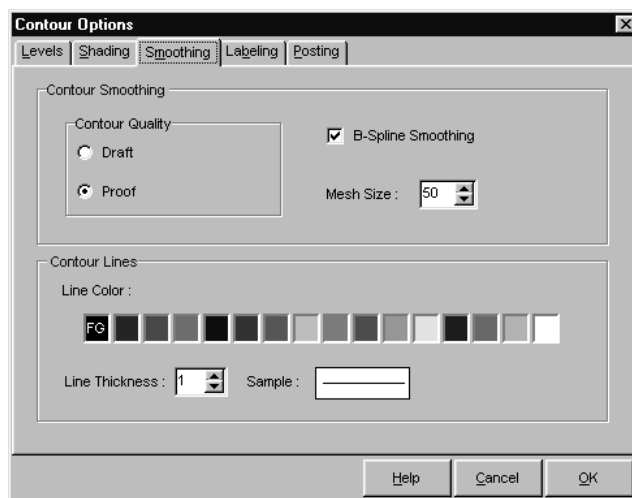 Contour Options
Levels Shading Smoothing Labeling Posting
Contour Smoothing
Contour Quality
Draft
Proof
B-Spline Smoothing
Mesh Size : 50
Contour Lines
Line Color :
FG
Line Thickness : 1 Sample :
Help Cancel OK